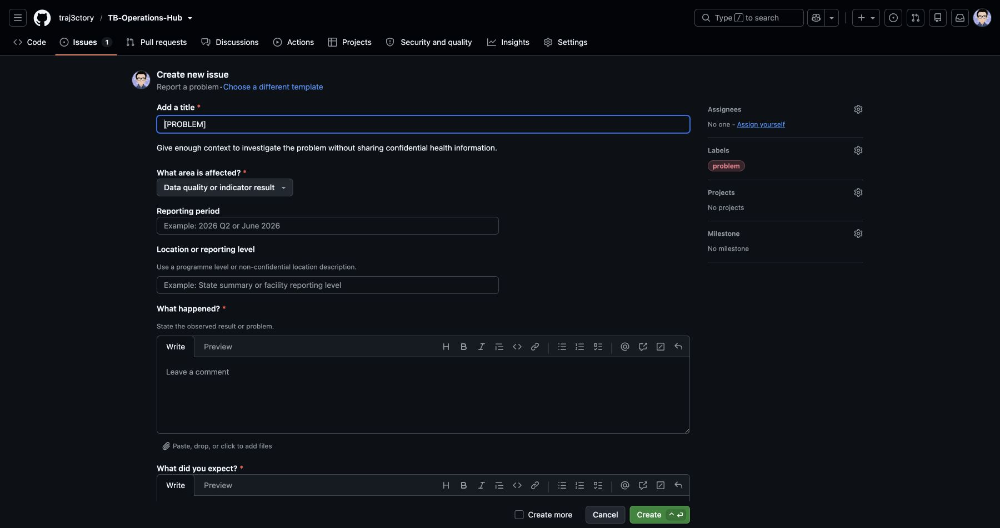 traj3ctory / TB-Operations-Hub
Type / to search
Code
Issues 1
Pull requests
Discussions
Actions
Projects
Security and quality
Insights
Settings
Create new issue
Report a problem · Choose a different template
Add a title *
[PROBLEM]
Give enough context to investigate the problem without sharing confidential health information.
What area is affected? *
Data quality or indicator result
Reporting period
Example: 2026 Q2 or June 2026
Location or reporting level
Use a programme level or non-confidential location description.
Example: State summary or facility reporting level
What happened? *
State the observed result or problem.
Write Preview
Leave a comment
Paste, drop, or click to add files
What did you expect? *
Write Preview
Create more
Cancel
Create
Assignees
No one - Assign yourself
Labels
problem
Projects
No projects
Milestone
No milestone